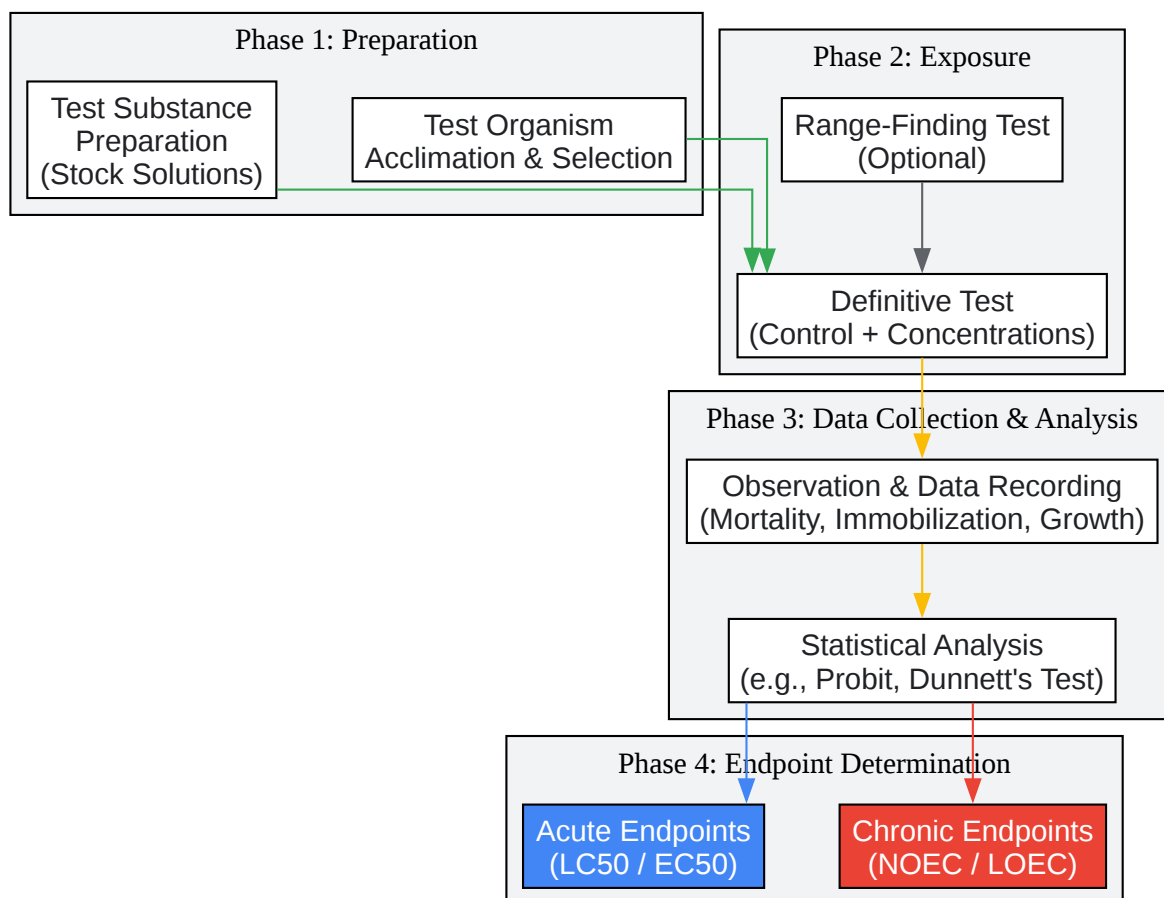 Phase 1: Preparation
Test Substance
Preparation
(Stock Solutions)
Test Organism
Acclimation & Selection
Phase 2: Exposure
Range-Finding Test
(Optional)
Definitive Test
(Control + Concentrations)
Phase 3: Data Collection & Analysis
Observation & Data Recording
(Mortality, Immobilization, Growth)
Statistical Analysis
(e.g., Probit, Dunnett's Test)
Phase 4: Endpoint Determination
Acute Endpoints
(LC50 / EC50)
Chronic Endpoints
(NOEC / LOEC)